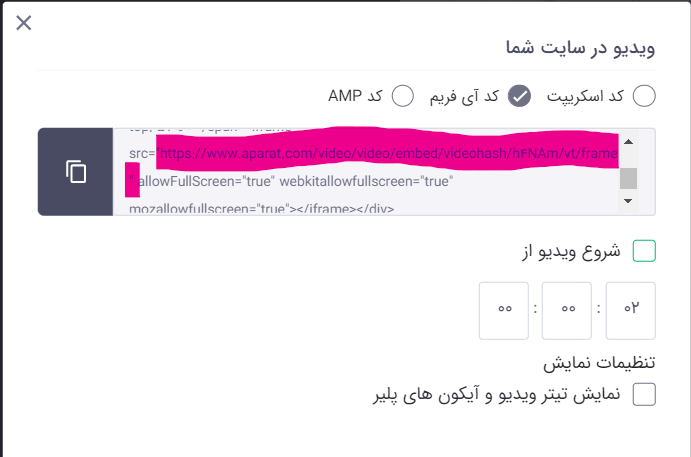 ویدیو در سایت شما
کد اسکریپت کد آی فریم کد AMP
src="https://www.aparat.com/video/video/embed/videohash/h۴NAm/vt/frame
" allowFullScreen="true" webkitallowfullscreen="true"
mozallowfullscreen="true"></iframe></div>
شروع ویدیو از
۰۰ : ۰۰ : ۰۲
تنظیمات نمایش
نمایش تیتر ویدیو و آیکون های پلیر